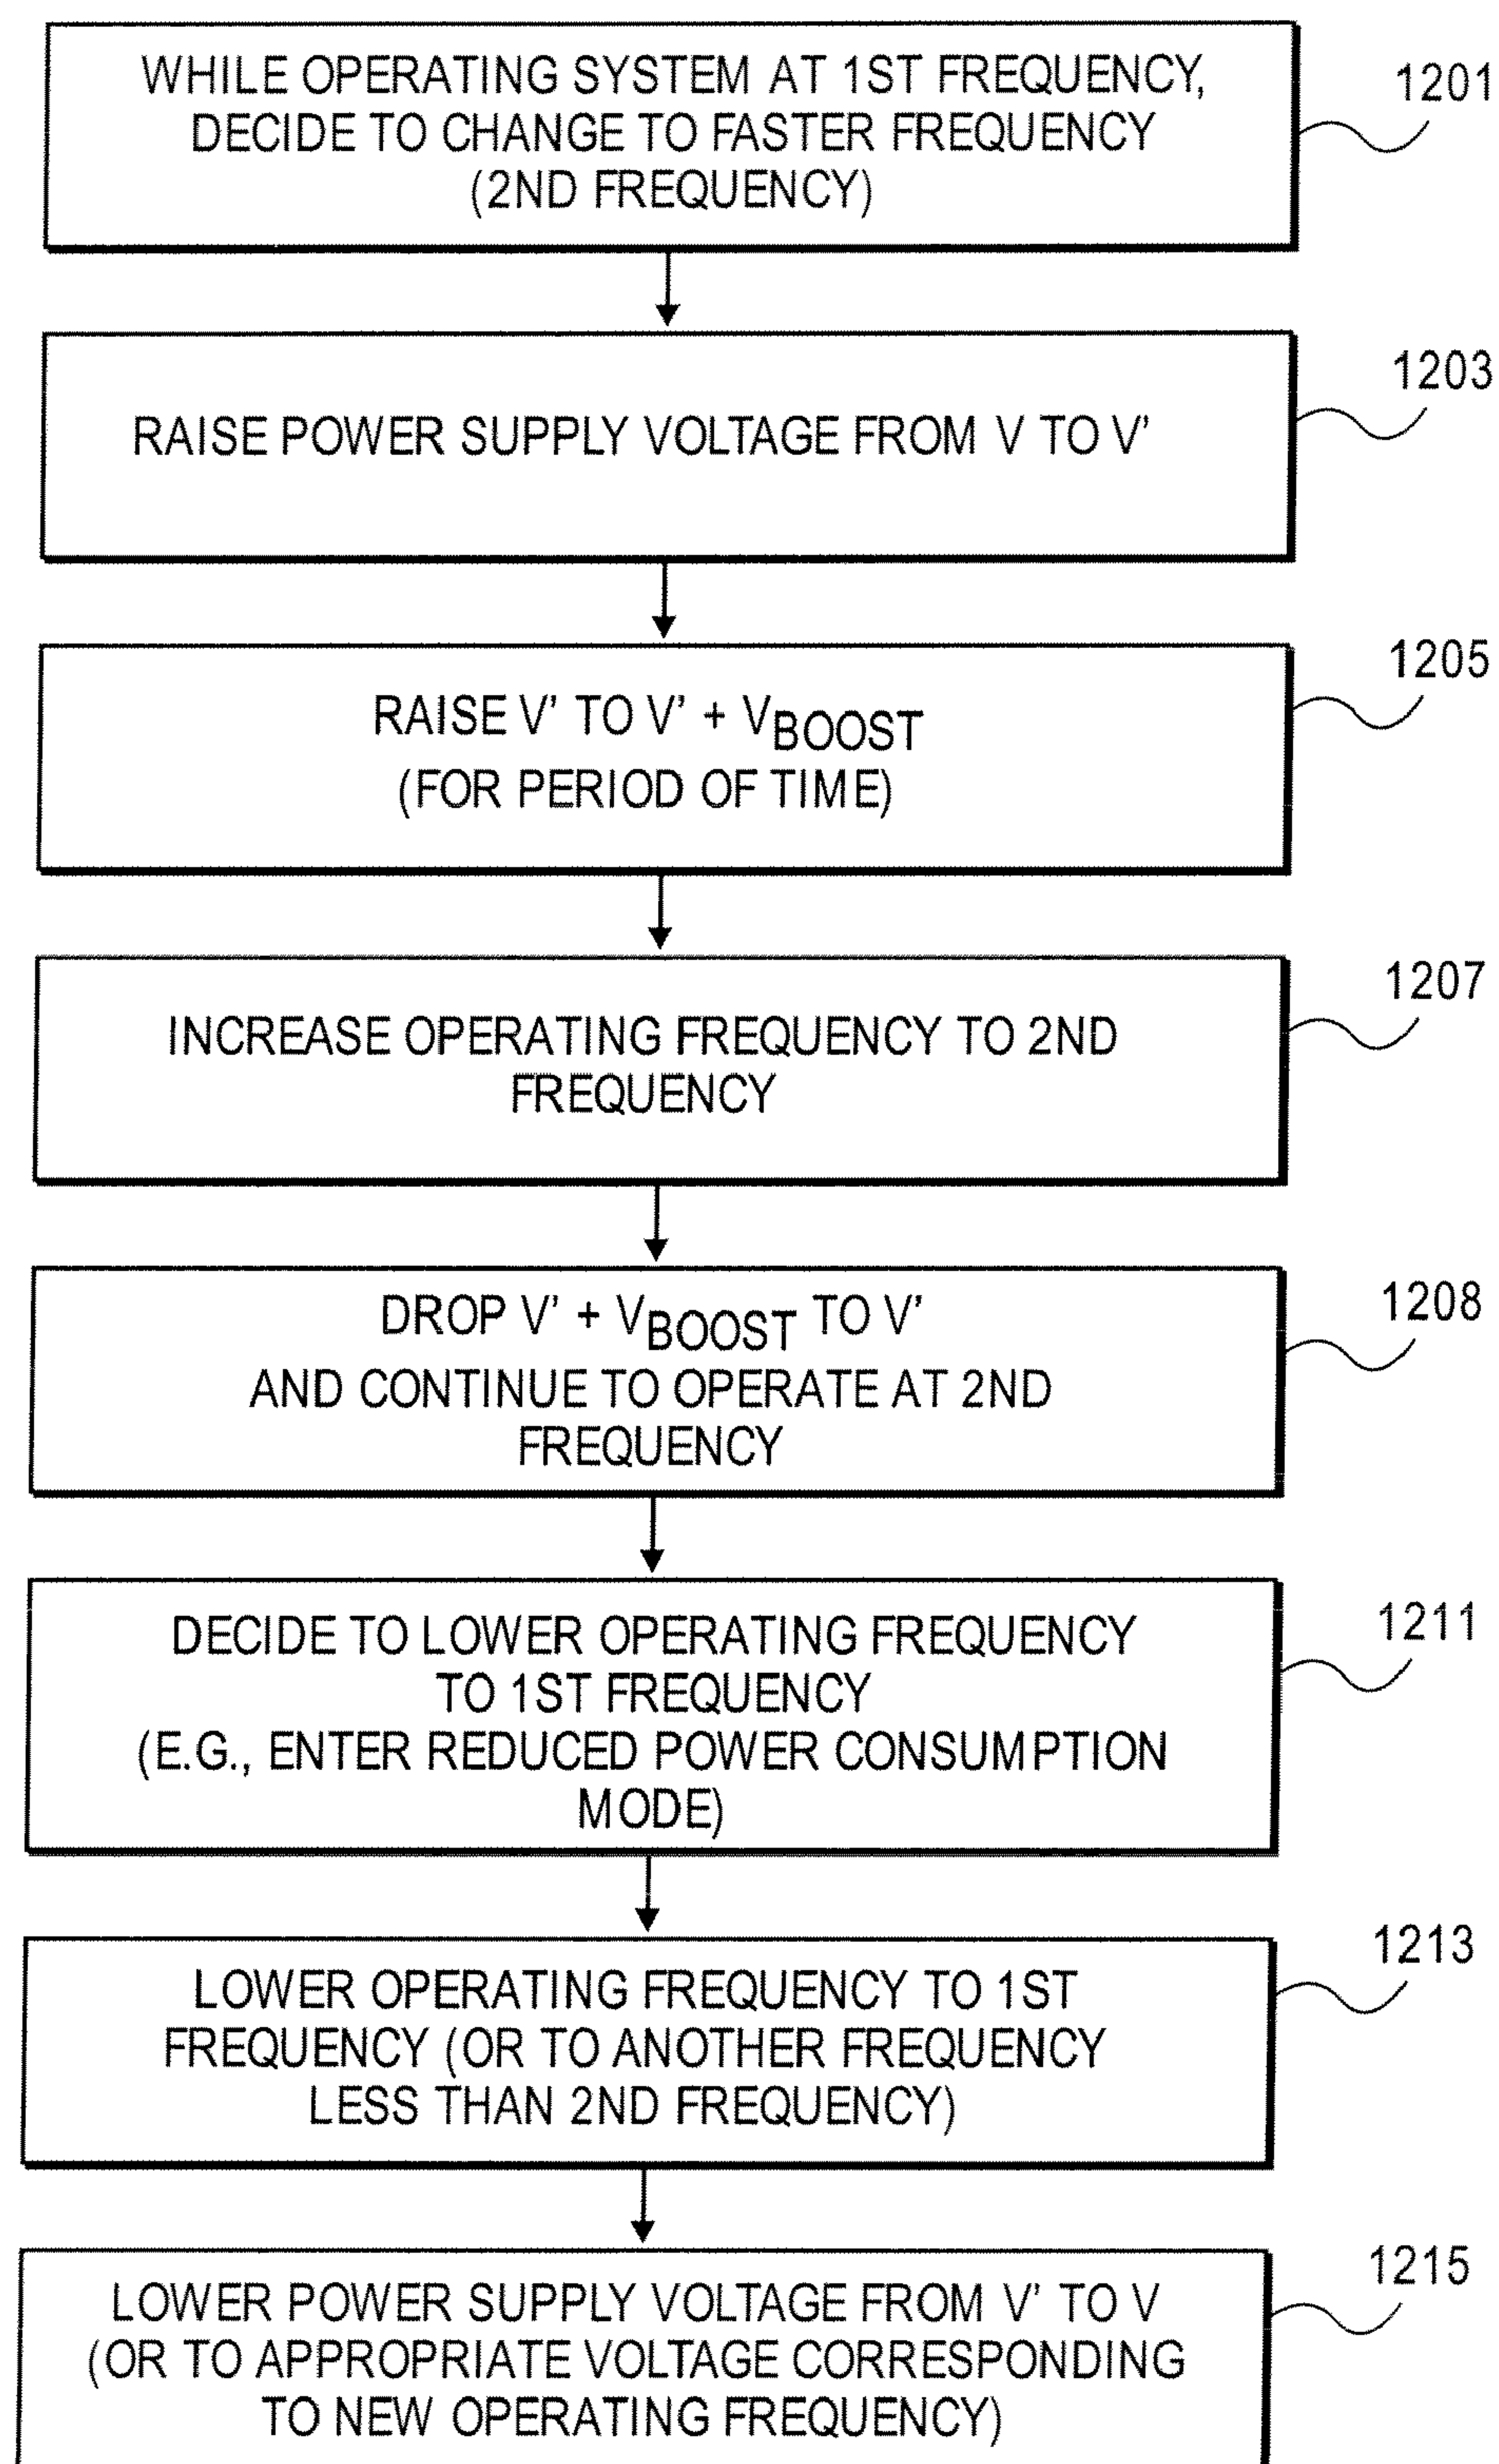 WHILE OPERATING SYSTEM AT 1ST FREQUENCY,
DECIDE TO CHANGE TO FASTER FREQUENCY
(2ND FREQUENCY)
1201
RAISE POWER SUPPLY VOLTAGE FROM V TO V'
1203
RAISE V' TO V' + VBOOST
(FOR PERIOD OF TIME)
1205
INCREASE OPERATING FREQUENCY TO 2ND
FREQUENCY
1207
DROP V' + VBOOST TO V'
AND CONTINUE TO OPERATE AT 2ND
FREQUENCY
1208
DECIDE TO LOWER OPERATING FREQUENCY
TO 1ST FREQUENCY
(E.G., ENTER REDUCED POWER CONSUMPTION
MODE)
1211
LOWER OPERATING FREQUENCY TO 1ST
FREQUENCY (OR TO ANOTHER FREQUENCY
LESS THAN 2ND FREQUENCY)
1213
LOWER POWER SUPPLY VOLTAGE FROM V' TO V
(OR TO APPROPRIATE VOLTAGE CORRESPONDING
TO NEW OPERATING FREQUENCY)
1215